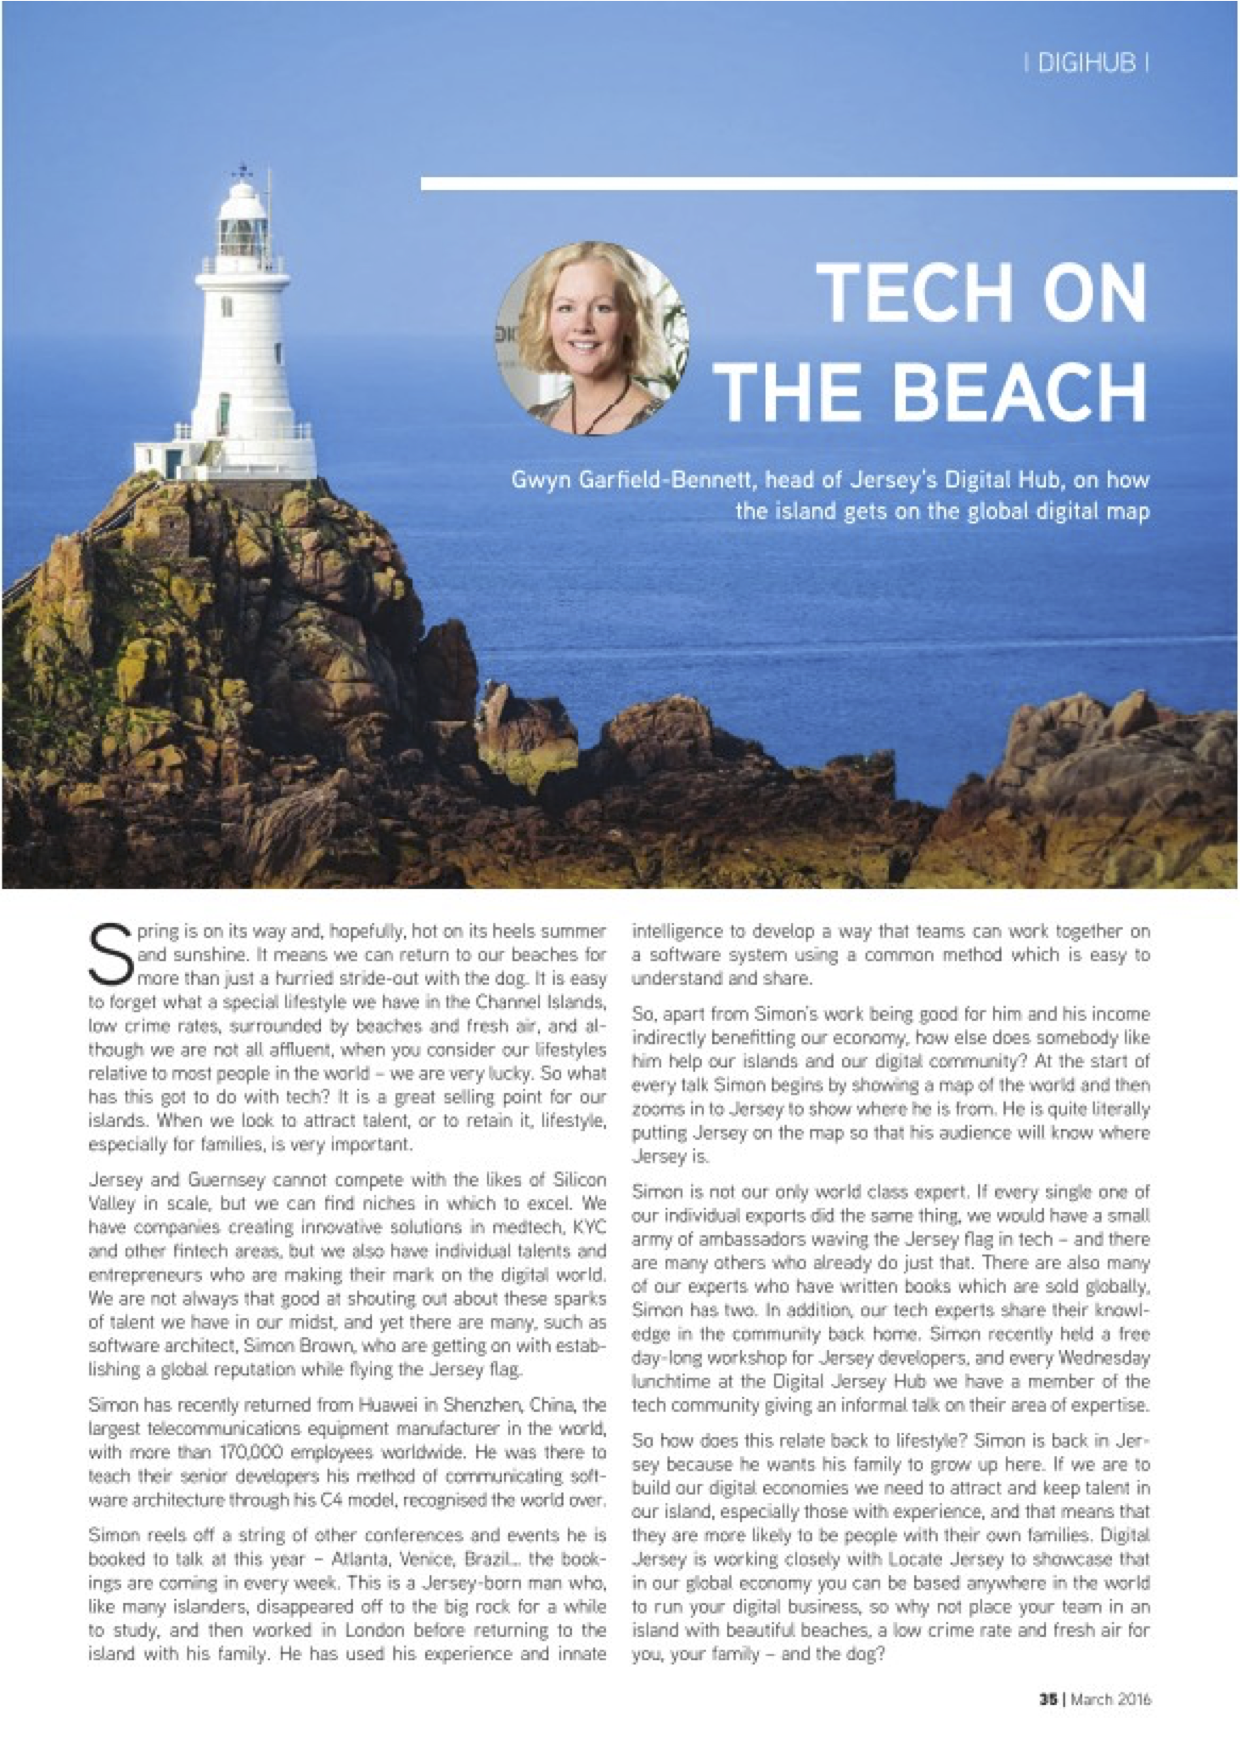 | DIGIHUB |
TECH ON
THE BEACH
Gwyn Garfield-Bennett, head of Jersey's Digital Hub, on how
the island gets on the global digital map
Spring is on its way and, hopefully, hot on its heels summer
and sunshine. It means we can return to our beaches for
more than just a hurried stride-out with the dog. It is easy
to forget what a special lifestyle we have in the Channel Islands,
low crime rates, surrounded by beaches and fresh air, and al-
though we are not all affluent, when you consider our lifestyles
relative to most people in the world – we are very lucky. So what
has this got to do with tech? It is a great selling point for our
islands. When we look to attract talent, or to retain it, lifestyle,
especially for families, is very important.
Jersey and Guernsey cannot compete with the likes of Silicon
Valley in scale, but we can find niches in which to excel. We
have companies creating innovative solutions in medtech, KYC
and other fintech areas, but we also have individual talents and
entrepreneurs who are making their mark on the digital world.
We are not always that good at shouting out about these sparks
of talent we have in our midst, and yet there are many, such as
software architect, Simon Brown, who are getting on with estab-
lishing a global reputation while flying the Jersey flag.
Simon has recently returned from Huawei in Shenzhen, China, the
largest telecommunications equipment manufacturer in the world,
with more than 170,000 employees worldwide. He was there to
teach their senior developers his method of communicating soft-
ware architecture through his C4 model, recognised the world over.
Simon reels off a string of other conferences and events he is
booked to talk at this year – Atlanta, Venice, Brazil... the book-
ings are coming in every week. This is a Jersey-born man who,
like many islanders, disappeared off to the big rock for a while
to study, and then worked in London before returning to the
island with his family. He has used his experience and innate
intelligence to develop a way that teams can work together on
a software system using a common method which is easy to
understand and share.
So, apart from Simon's work being good for him and his income
indirectly benefitting our economy, how else does somebody like
him help our islands and our digital community? At the start of
every talk Simon begins by showing a map of the world and then
zooms in to Jersey to show where he is from. He is quite literally
putting Jersey on the map so that his audience will know where
Jersey is.
Simon is not our only world class expert. If every single one of
our individual exports did the same thing, we would have a small
army of ambassadors waving the Jersey flag in tech – and there
are many others who already do just that. There are also many
of our experts who have written books which are sold globally,
Simon has two. In addition, our tech experts share their knowl-
edge in the community back home. Simon recently held a free
day-long workshop for Jersey developers, and every Wednesday
lunchtime at the Digital Jersey Hub we have a member of the
tech community giving an informal talk on their area of expertise.
So how does this relate back to lifestyle? Simon is back in Jer-
sey because he wants his family to grow up here. If we are to
build our digital economies we need to attract and keep talent in
our island, especially those with experience, and that means that
they are more likely to be people with their own families. Digital
Jersey is working closely with Locate Jersey to showcase that
in our global economy you can be based anywhere in the world
to run your digital business, so why not place your team in an
island with beautiful beaches, a low crime rate and fresh air for
you, your family – and the dog?
35 | March 2016